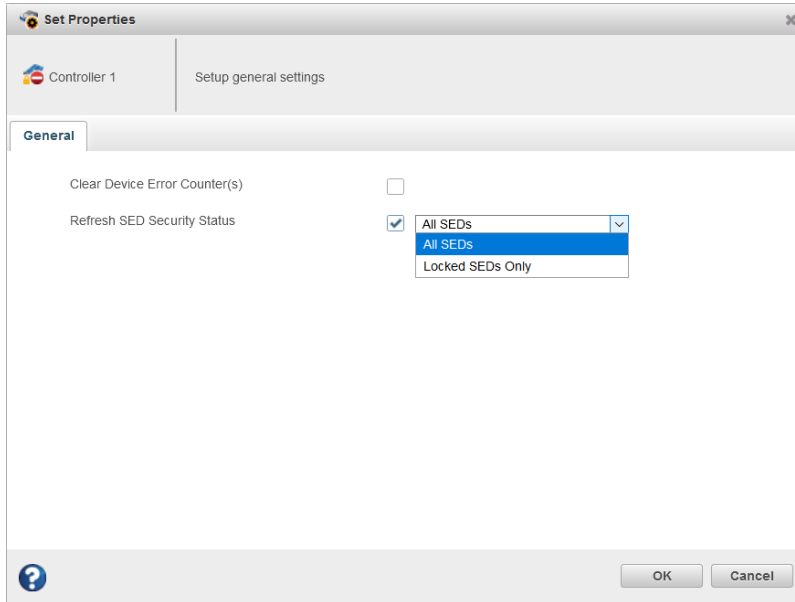 Set Properties
Controller 1
Setup general settings
General
Clear Device Error Counter(s)
Refresh SED Security Status
All SEDs
All SEDs
Locked SEDs Only
?
OK
Cancel